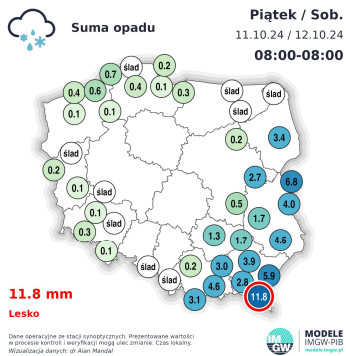 Suma opadu
Piątek / Sob.
11.10.24 / 12.10.24
08:00-08:00
0.7
ślad
0.2
ślad
0.4
0.6
0.4
0.1
0.3
ślad
0.1
0.1
ślad
0.2
3.4
ślad
0.2
2.7
6.8
0.1
ślad
0.5
4.0
0.1
1.7
ślad
0.3
1.3
1.7
4.5
0.1
ślad
0.2
3.0
3.9
ślad
4.6
2.8
5.9
3.1
11.8
11.8 mm
Lesko
Dane operacyjne ze stacji synoptycznych. Prezentowane wartości
w procesie kontroli i weryfikacji mogą ulec zmianie. Czas lokalny.
Wizualizacja danych: dr Alan Mandal
IMGW
MODELE
IMGW-PIB
modele.imgw.pl